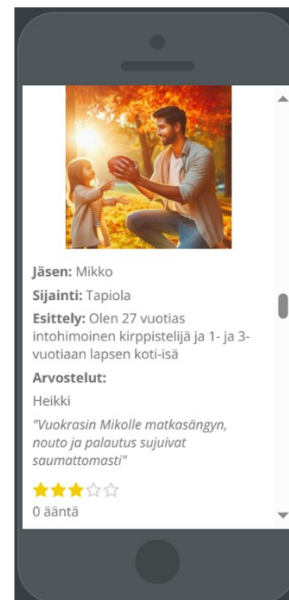 Jäsen: Mikko
Sijainti: Tapiola
Esittely: Olen 27 vuotias
intohimoinen kirppistelijä ja 1- ja 3-
vuotiaan lapsen koti-isä
Arvostelut:
Heikki
"Vuokrasin Mikolle matkasängyn,
nouto ja palautus sujuivat
saumattomasti"
0 ääntä